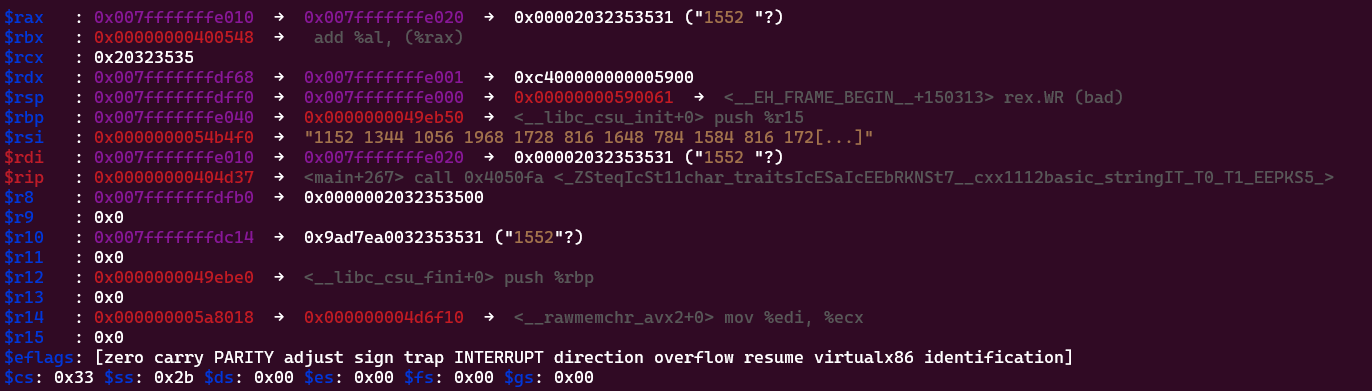 $rax   : 0x007fffffffe010  →  0x007fffffffe020  →  0x00002032353531 ("1552 "?)
$rbx   : 0x00000000400548  →   add %al, (%rax)
$rcx   : 0x20323535
$rdx   : 0x007fffffffdf68  →  0x007fffffffe001  →  0xc400000000005900
$rsp   : 0x007fffffffdff0  →  0x007fffffffe000  →  0x00000000590061  →  <__EH_FRAME_BEGIN__+150313> rex.WR (bad)
$rbp   : 0x007fffffffe040  →  0x0000000049eb50  →  <__libc_csu_init+0> push %r15
$rsi   : 0x0000000054b4f0  →  "1152 1344 1056 1968 1728 816 1648 784 1584 816 172[...]"
$rdi   : 0x007fffffffe010  →  0x007fffffffe020  →  0x00002032353531 ("1552 "?)
$rip   : 0x00000000404d37  →  <main+267> call 0x4050fa <_ZSteqIcSt11char_traitsIcESaIcEEbRKNSt7__cxx1112basic_stringIT_T0_T1_EEPKS5_>
$r8    : 0x007fffffffdfb0  →  0x0000002032353500
$r9    : 0x0
$r10   : 0x007fffffffdc14  →  0x9ad7ea0032353531 ("1552"?)
$r11   : 0x0
$r12   : 0x0000000049ebe0  →  <__libc_csu_fini+0> push %rbp
$r13   : 0x0
$r14   : 0x000000005a8018  →  0x000000004d6f10  →  <__rawmemchr_avx2+0> mov %edi, %ecx
$r15   : 0x0
$eflags: [zero carry PARITY adjust sign trap INTERRUPT direction overflow resume virtualx86 identification]
$cs: 0x33 $ss: 0x2b $ds: 0x00 $es: 0x00 $fs: 0x00 $gs: 0x00